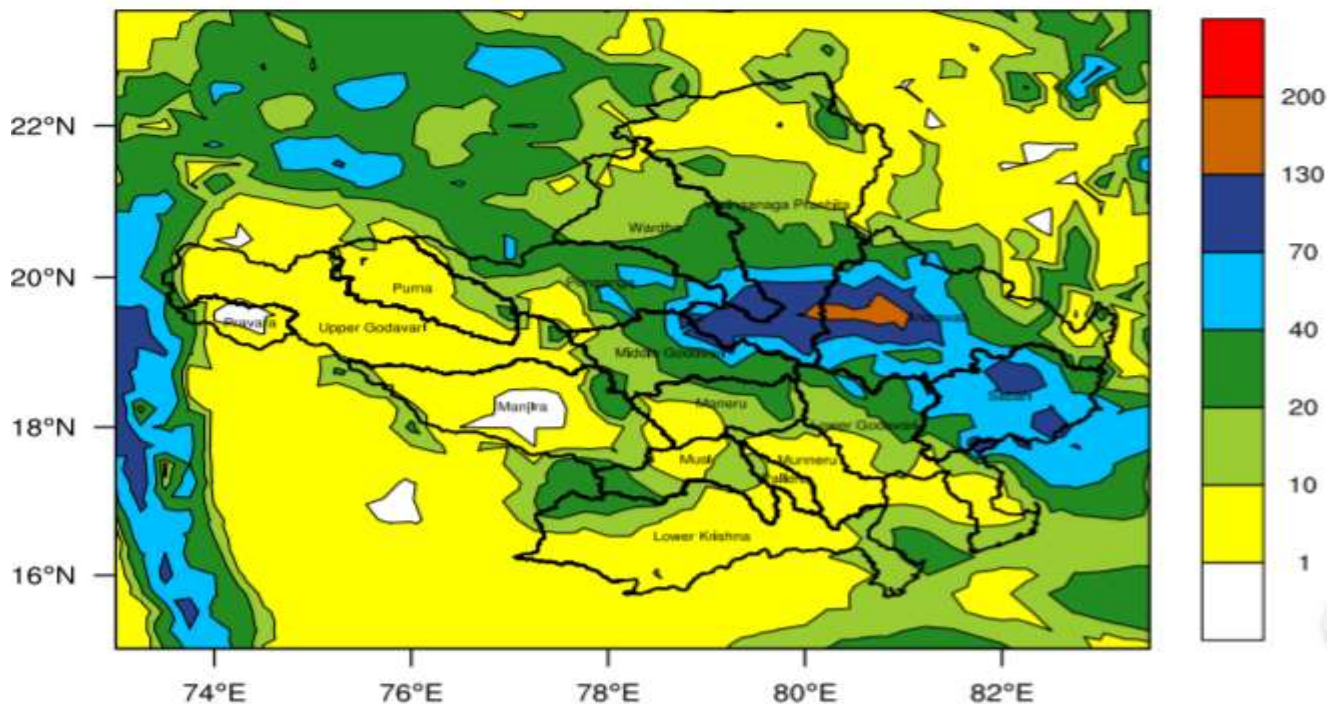 22°N
20°N
18°N
16°N
74°E
76°E
78°E
80°E
82°E
Wardha
Purna
Pravara
Upper Godavari
Middle Godavari
Manjira
Maneru
Lower Godavari
Sabari
Musi
Munneru
Lower Krishna
200
130
70
40
20
10
1